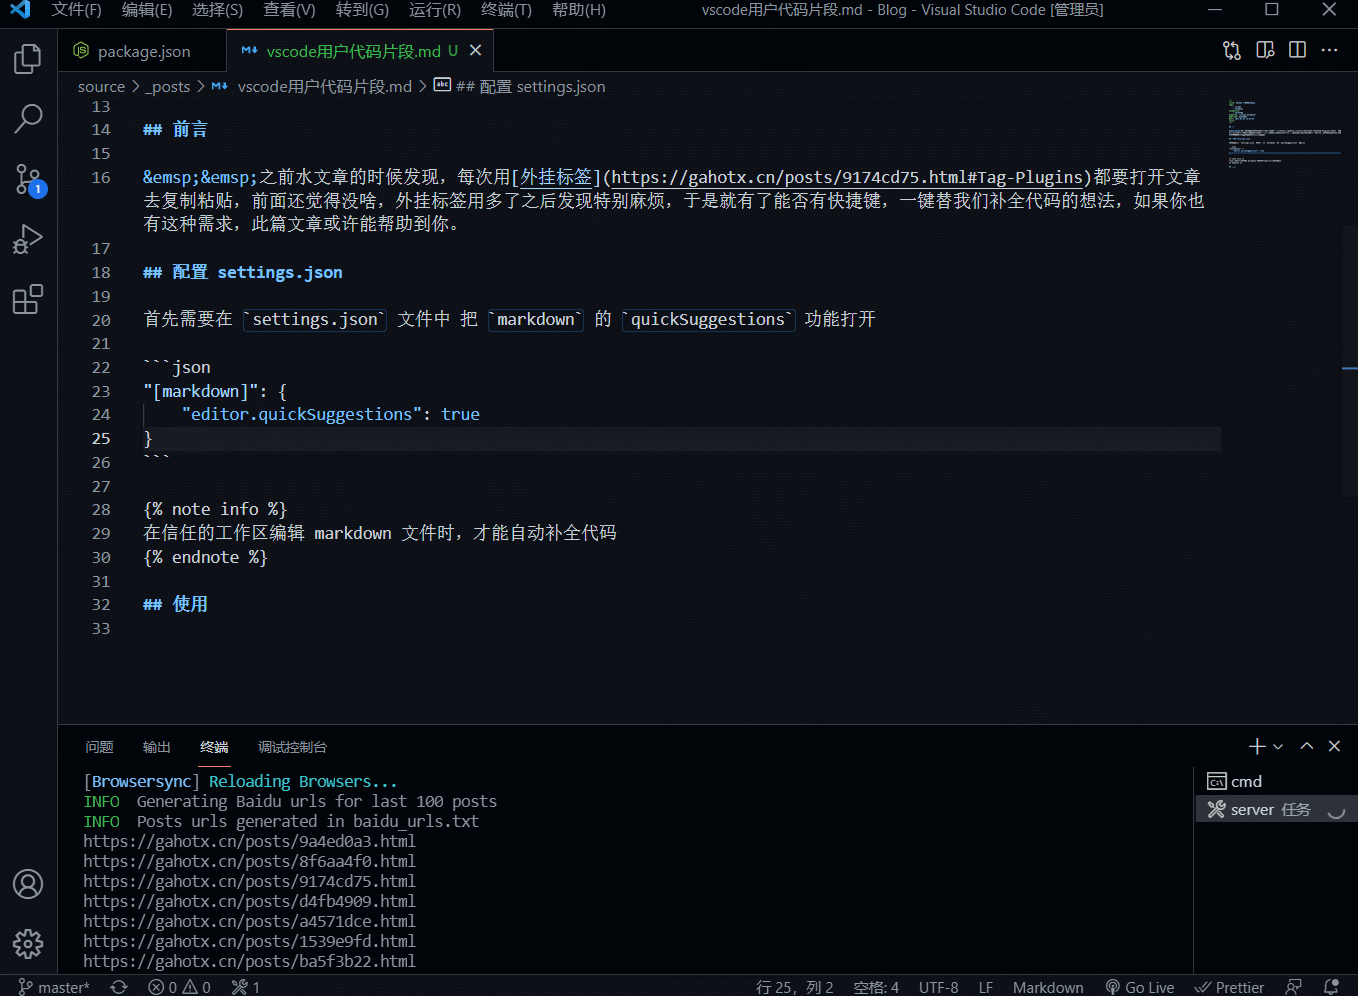 文件(F) 编辑(E) 选择(S) 查看(V) 转到(G) 运行(R) 终端(T) 帮助(H) vscode用户代码片段.md - Blog - Visual Studio Code [管理员]
package.json vscode用户代码片段.md U
source > _posts > vscode用户代码片段.md > ## 配置 settings.json
13
14 ## 前言
15
16 &emsp;&emsp;之前水文章的时候发现，每次用[外挂标签](https://gahotx.cn/posts/9174cd75.html#Tag-Plugins)都要打开文章
去复制粘贴，前面还觉得没啥，外挂标签用多了之后发现特别麻烦，于是就有了能否有快捷键，一键替我们补全代码的想法，如果你也
有这种需求，此篇文章或许能帮助到你。
17
18 ## 配置 settings.json
19
20 首先需要在 `settings.json` 文件中 把 `markdown` 的 `quickSuggestions` 功能打开
21
22 ```json
23 "[markdown]": {
24     "editor.quickSuggestions": true
25 }
26 ```
27
28 {% note info %}
29 在信任的工作区编辑 markdown 文件时，才能自动补全代码
30 {% endnote %}
31
32 ## 使用
33
问题 输出 终端 调试控制台
[Browsersync] Reloading Browsers...
INFO  Generating Baidu urls for last 100 posts
INFO  Posts urls generated in baidu_urls.txt
https://gahotx.cn/posts/9a4ed0a3.html
https://gahotx.cn/posts/8f6aa4f0.html
https://gahotx.cn/posts/9174cd75.html
https://gahotx.cn/posts/d4fb4909.html
https://gahotx.cn/posts/a4571dce.html
https://gahotx.cn/posts/1539e9fd.html
https://gahotx.cn/posts/ba5f3b22.html
cmd
server 任务
1
master* 0 0 1 行 25，列 2 空格: 4 UTF-8 LF Markdown Go Live Prettier